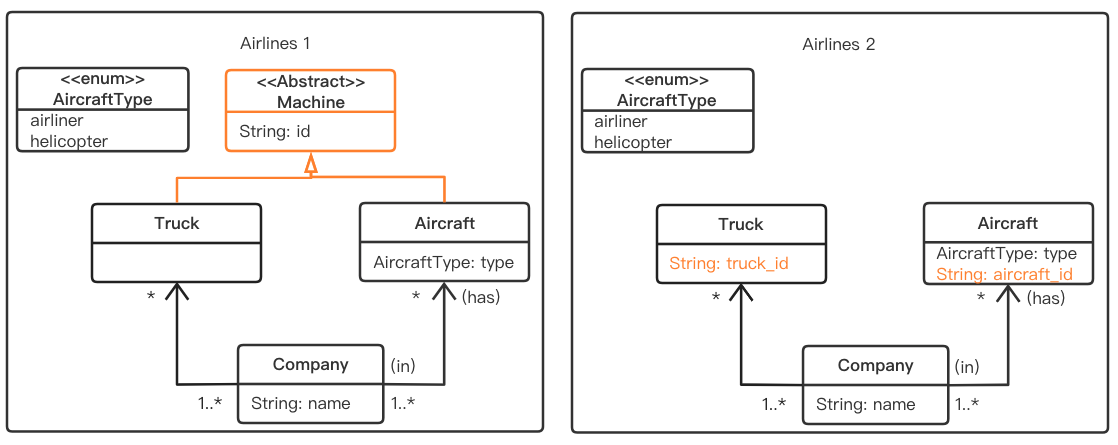 Airlines 1
<<enum>>
AircraftType
airliner
helicopter
<<Abstract>>
Machine
String: id
Truck
Aircraft
AircraftType: type
*
*
(has)
Company
(in)
1..*
String: name
1..*
Airlines 2
<<enum>>
AircraftType
airliner
helicopter
Truck
String: truck_id
Aircraft
AircraftType: type
String: aircraft_id
*
*
(has)
Company
(in)
1..*
String: name
1..*